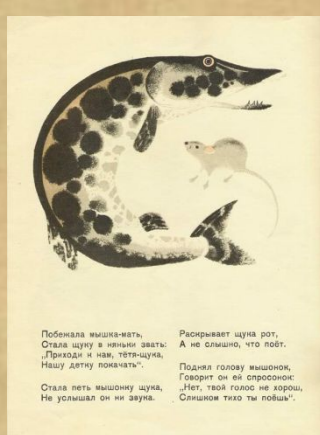 Побежала мышка-мать,
Стала щуку в няньки звать:
„Приходи к нам, тётя-щука,
Нашу детку покачать“.
Стала петь мышонку щука,
Не услышал он ни звука.
Раскрывает щука рот,
А не слышно, что поёт.
Поднял голову мышонок,
Говорит он ей спросонок:
„Нет, твой голос не хорош,
Слишком тихо ты поёшь“.